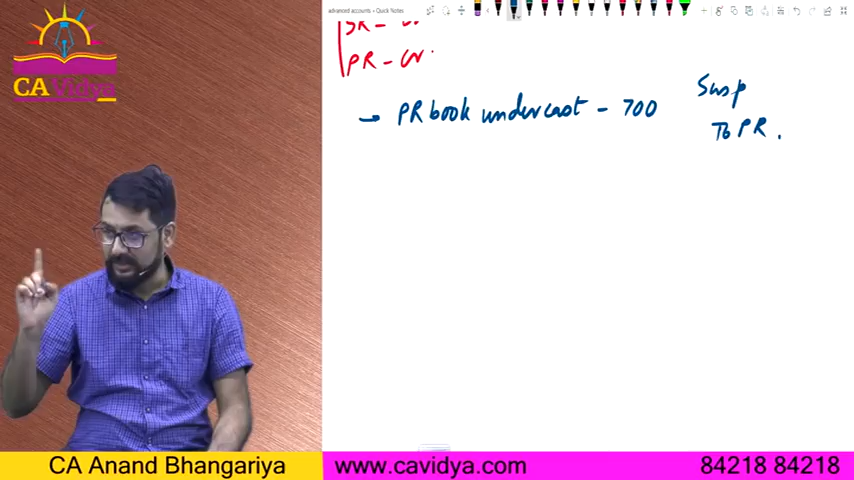 advanced accounts • Quick Notes
PR - Cr.
→ PR book undercast - 700
Susp
To PR.
CA Vidya
CA Anand Bhangariya
www.cavidya.com
84218 84218